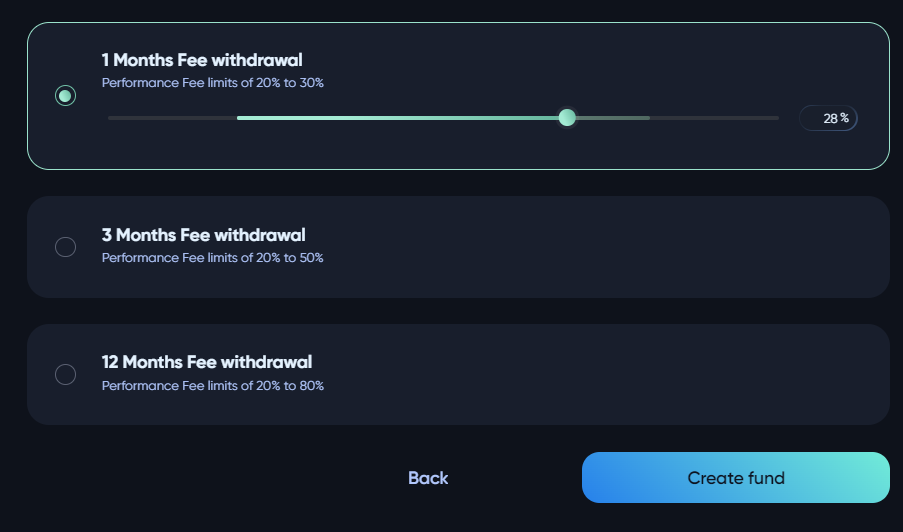 1 Months Fee withdrawal
Performance Fee limits of 20% to 30%
28 %
3 Months Fee withdrawal
Performance Fee limits of 20% to 50%
12 Months Fee withdrawal
Performance Fee limits of 20% to 80%
Back
Create fund